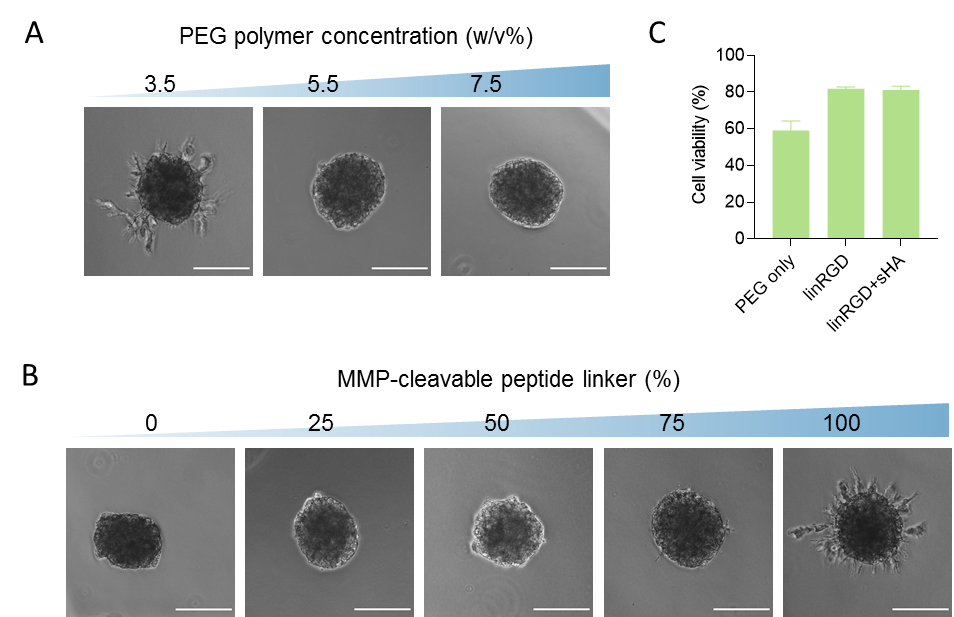 A
PEG polymer concentration (w/v%)
3.5 5.5 7.5
C
Cell viability (%)
100
80
60
40
20
0
PEG only
linRGD
linRGD+sHA
B
MMP-cleavable peptide linker (%)
0 25 50 75 100